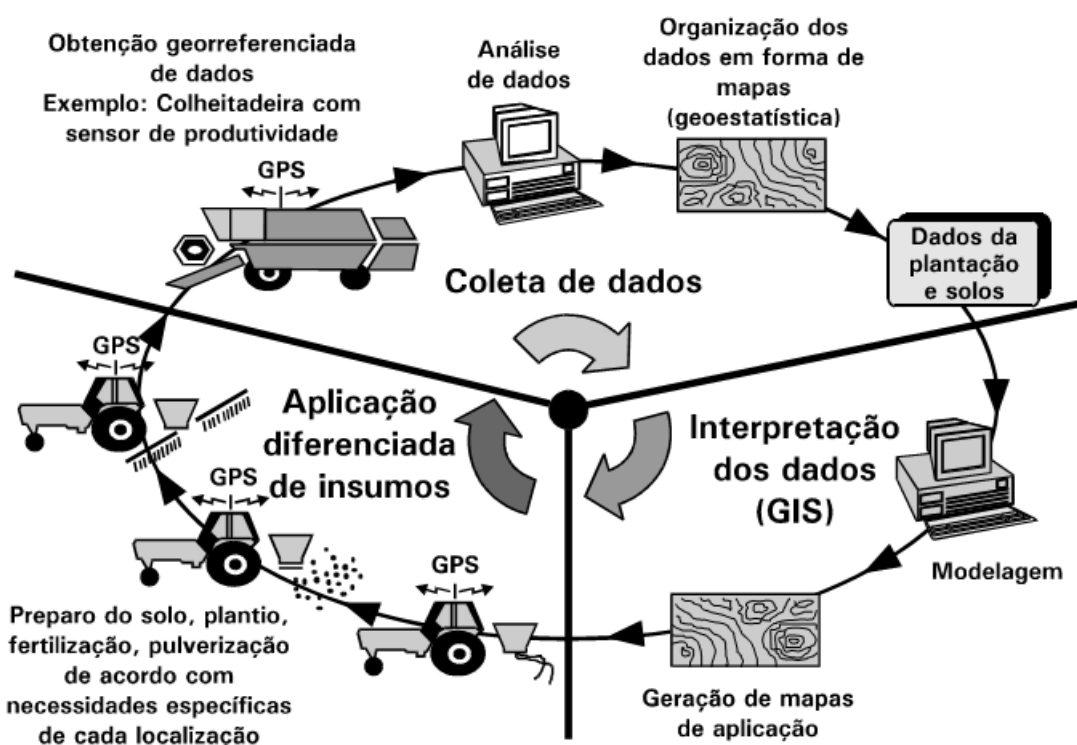 Obtenção georreferenciada
de dados
Exemplo: Colheitadeira com
sensor de produtividade
GPS
Análise
de dados
Organização dos
dados em forma de
mapas
(geoestatística)
Dados da
plantação
e solos
Coleta de dados
GPS
Aplicação
diferenciada
de insumos
Interpretação
dos dados
(GIS)
GPS
GPS
Modelagem
Preparo do solo, plantio,
fertilização, pulverização
de acordo com
necessidades específicas
de cada localização
Geração de mapas
de aplicação